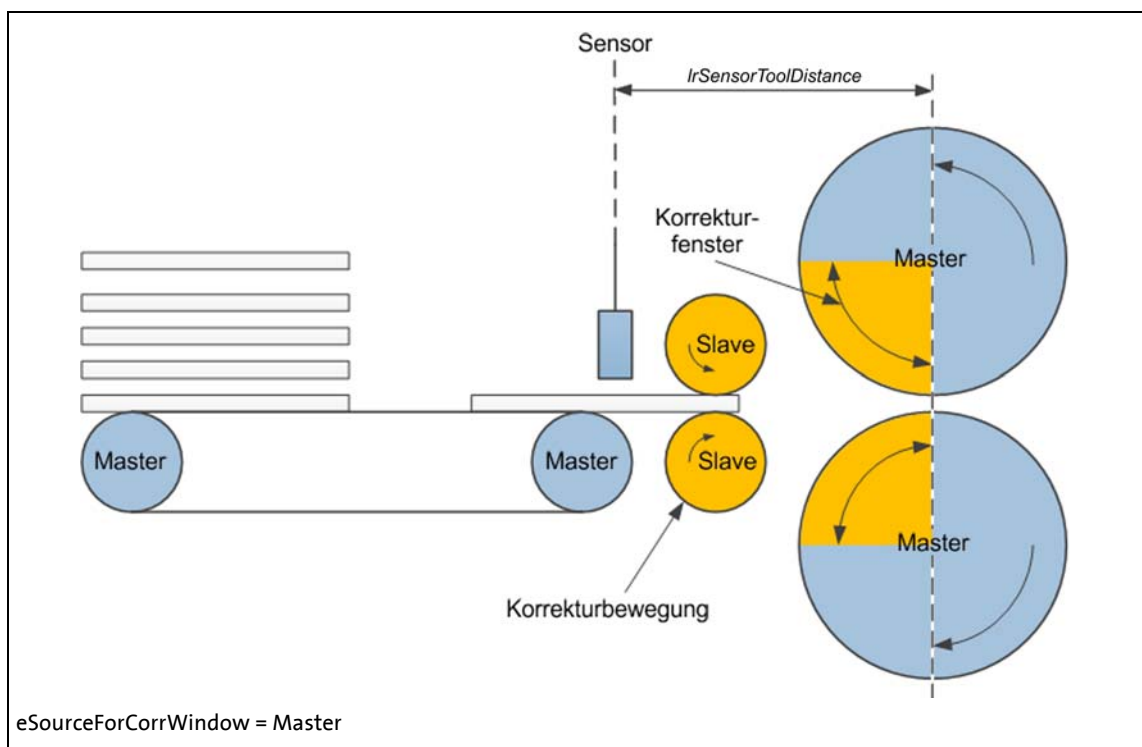 Sensor
lrSensorToolDistance
Korrektur-
fenster
Master
Slave
Master
Master
Slave
Master
Korrekturbewegung
eSourceForCorrWindow = Master